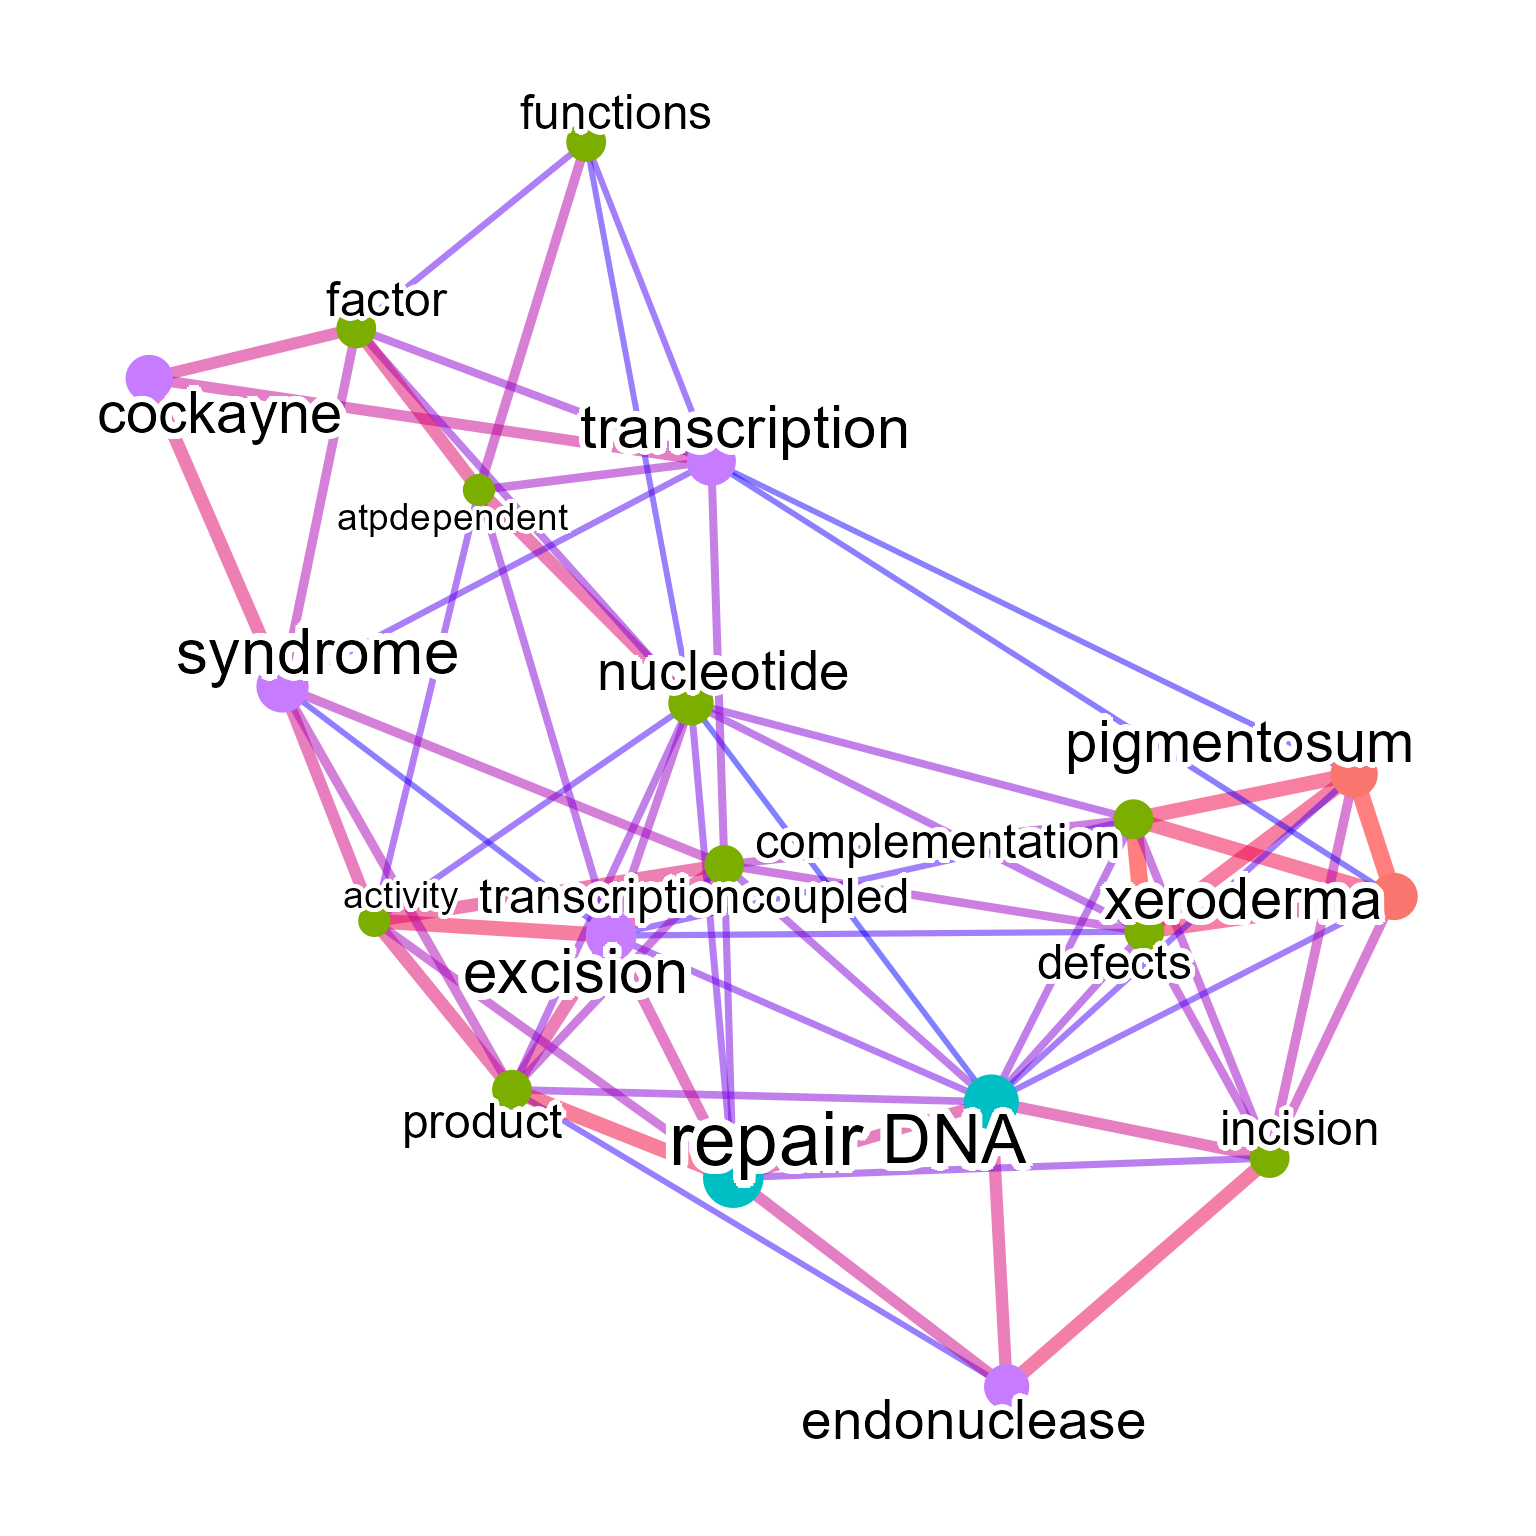 functions
factor
cockayne
transcription
atpdependent
syndrome
nucleotide
pigmentosum
complementation
activity
transcriptioncoupled
xeroderma
excision
defects
product
repair
DNA
incision
endonuclease